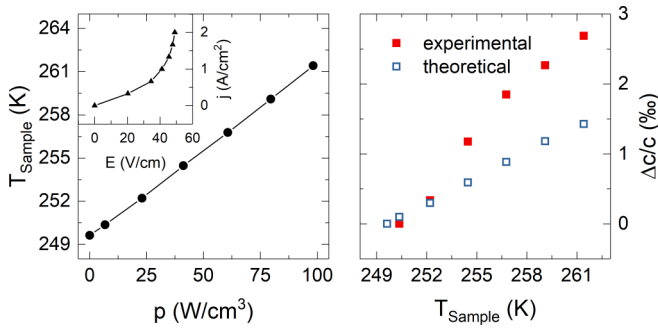 264
261
258
255
252
249
T_Sample (K)
0 25 50 75 100
p (W/cm³)
0 20 40 60
E (V/cm)
2
1
0
j (A/cm²)
experimental
theoretical
3
2
1
0
Δc/c (‰)
249 252 255 258 261
T_Sample (K)